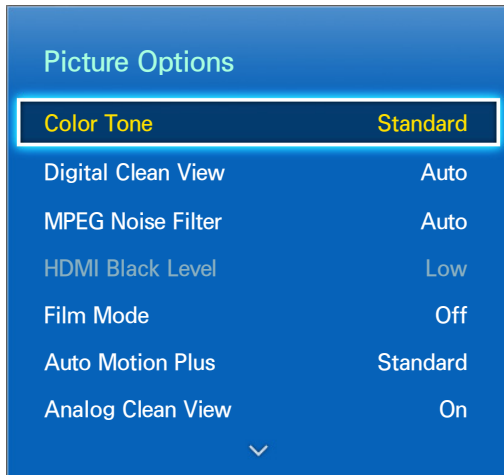 Picture Options
Color Tone Standard
Digital Clean View Auto
MPEG Noise Filter Auto
HDMI Black Level Low
Film Mode Off
Auto Motion Plus Standard
Analog Clean View On